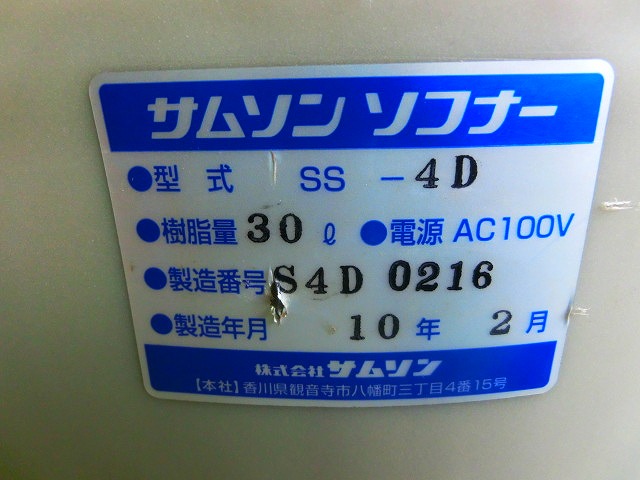 サムソン ソフナー
●型式 SS-4D
●樹脂量 30ℓ ●電源 AC100V
●製造番号 S4D 0216
●製造年月 10年 2月
株式会社サムソン
【本社】香川県観音寺市八幡町三丁目4番15号